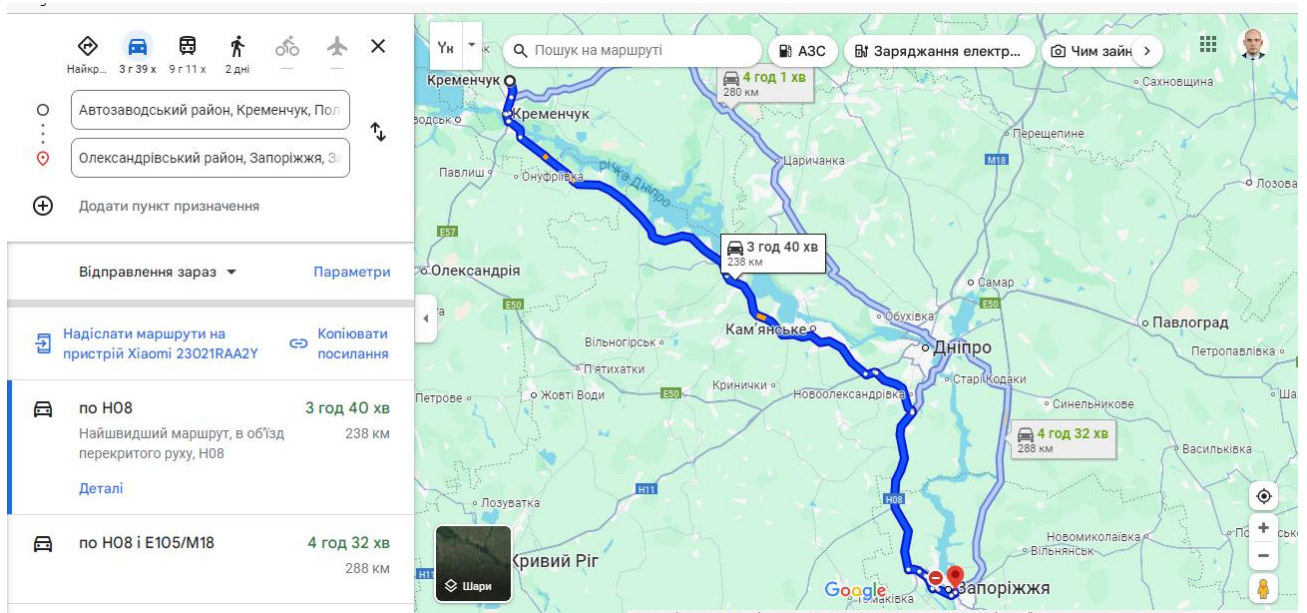 Найкр...
3 г 39 х
9 г 11 х
2 дні
Автозаводський район, Кременчук, Пол
Олександрівський район, Запоріжжя, За
Додати пункт призначення
Відправлення зараз
Параметри
Надіслати маршрути на
пристрій Xiaomi 23021RAA2Y
Копіювати
посилання
по H08
3 год 40 хв
Найшвидший маршрут, в об'їзд
238 км
перекритого руху, H08
Деталі
по H08 і E105/M18
4 год 32 хв
288 км
Ун
Пошук на маршруті
АЗС
Заряджання електр...
Чим зайн
4 год 1 хв
280 км
Сахновщина
Кременчук
Кременчук
Перещепине
M18
Царичанка
Павлиш
Онуфріївка
річка Дніпро
Лозова
E57
3 год 40 хв
238 км
Олександрія
Самар
E50
E50
Обухівка
Кам'янське
Павлоград
Вільногірськ
Дніпро
Петропавлівка
П'ятихатки
Старі Кодаки
Кринички
Петрове
Жовті Води
E50
Новоолександрівка
Синельникове
4 год 32 хв
288 км
Васильківка
H11
H08
Лозуватка
Новомиколаївка
Вільнянськ
Кривий Ріг
Шари
H11
Google
Томаківка
Запоріжжя